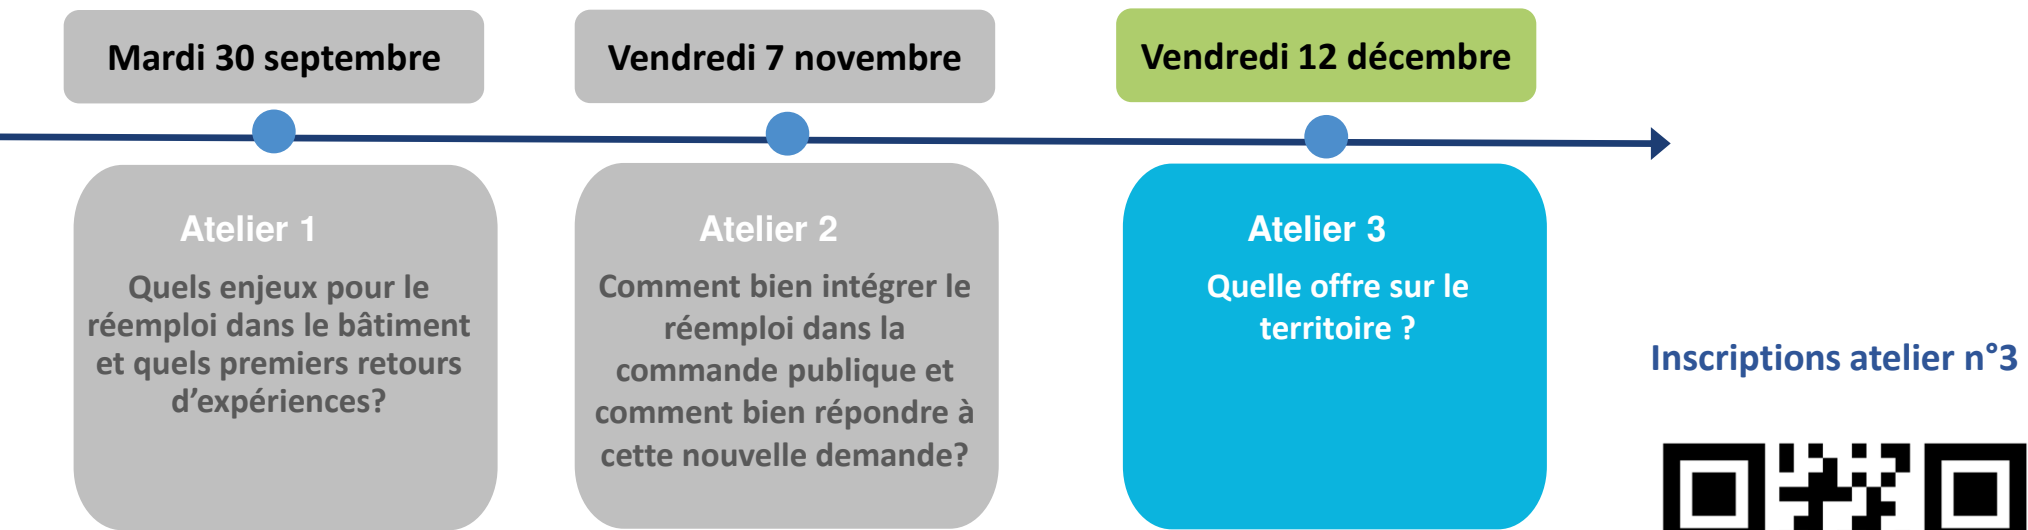 Mardi 30 septembre
Vendredi 7 novembre
Vendredi 12 décembre
Atelier 1
Quels enjeux pour le
réemploi dans le bâtiment
et quels premiers retours
d’expériences?
Atelier 2
Comment bien intégrer le
réemploi dans la
commande publique et
comment bien répondre à
cette nouvelle demande?
Atelier 3
Quelle offre sur le
territoire ?
Inscriptions atelier n°3